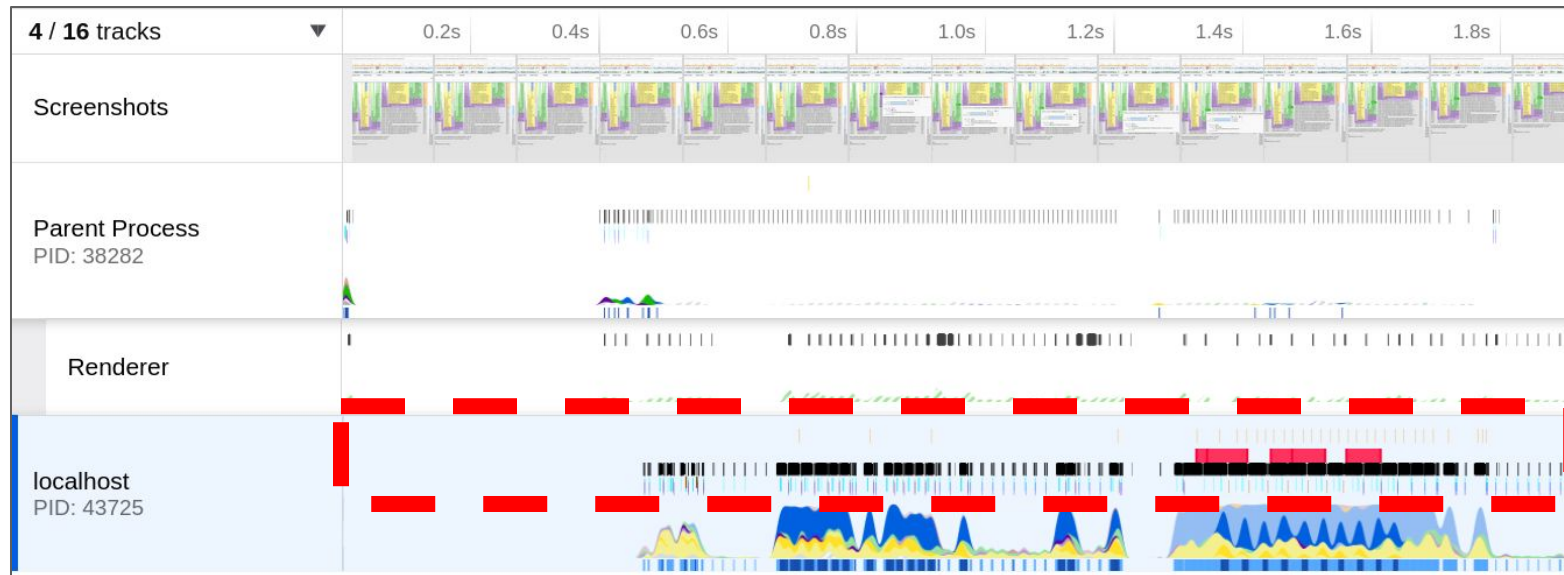 4 / 16 tracks
0.2s 0.4s 0.6s 0.8s 1.0s 1.2s 1.4s 1.6s 1.8s
Screenshots
Parent Process
PID: 38282
Renderer
localhost
PID: 43725